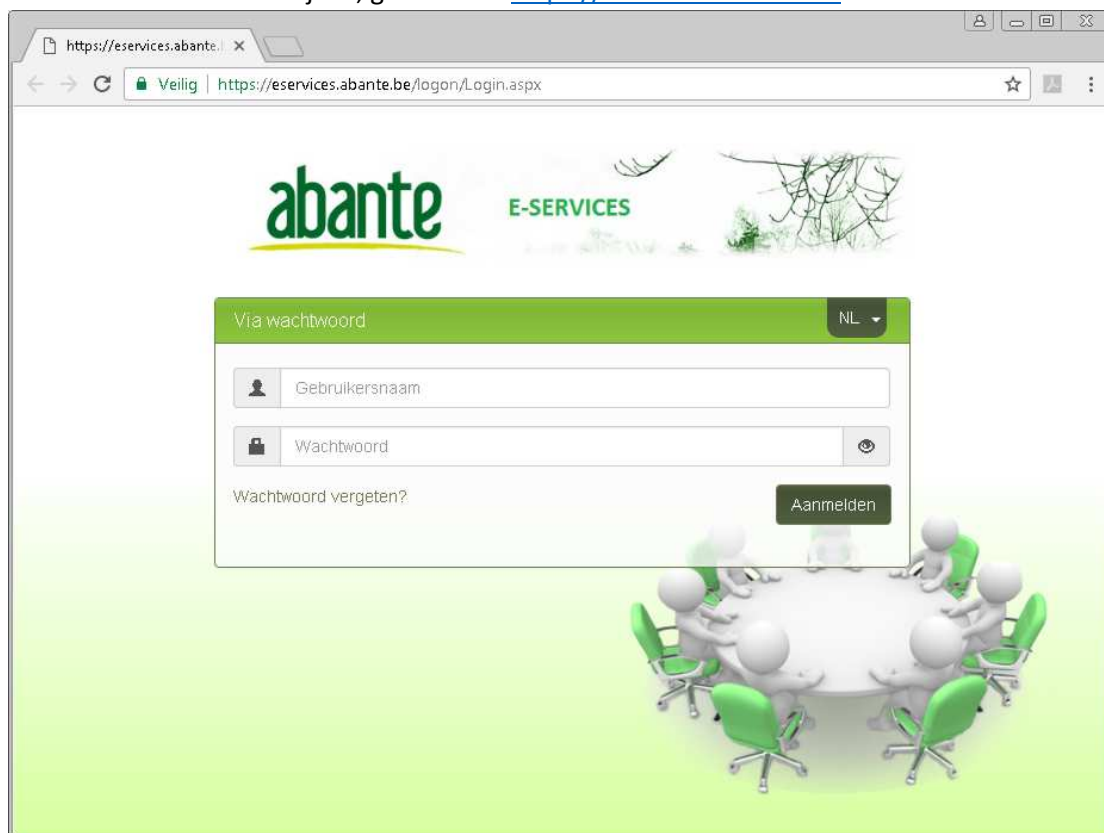 https://eservices.abante.
Veilig | https://eservices.abante.be/logon/Login.aspx
abante
E-SERVICES
Via wachtwoord
NL
Gebruikersnaam
Wachtwoord
Wachtwoord vergeten?
Aanmelden